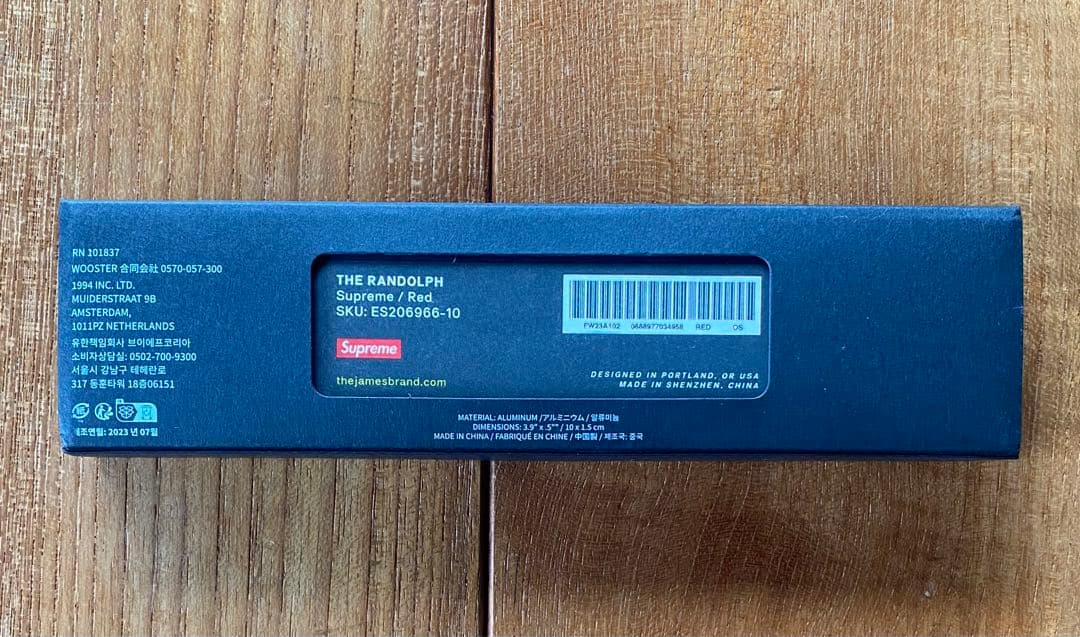 RN 101837
WOOSTER 合同会社 0570-057-300
1994 INC. LTD.
MUIDERSTRAAT 9B
AMSTERDAM,
1011PZ NETHERLANDS
유한책임회사 브이에프코리아
소비자상담실: 0502-700-9300
서울시 강남구 테헤란로
317 동훈타워 18층06151
제조연월: 2023 년 07월
THE RANDOLPH
Supreme / Red
SKU: ES206966-10
Supreme
thejamesbrand.com
FW23A102 0688977034958 RED OS
DESIGNED IN PORTLAND, OR USA
MADE IN SHENZHEN, CHINA
MATERIAL: ALUMINUM /アルミニウム / 알류미늄
DIMENSIONS: 3.9" x .5"" / 10 x 1.5 cm
MADE IN CHINA / FABRIQUÉ EN CHINE / 中国製 / 제조국: 중국